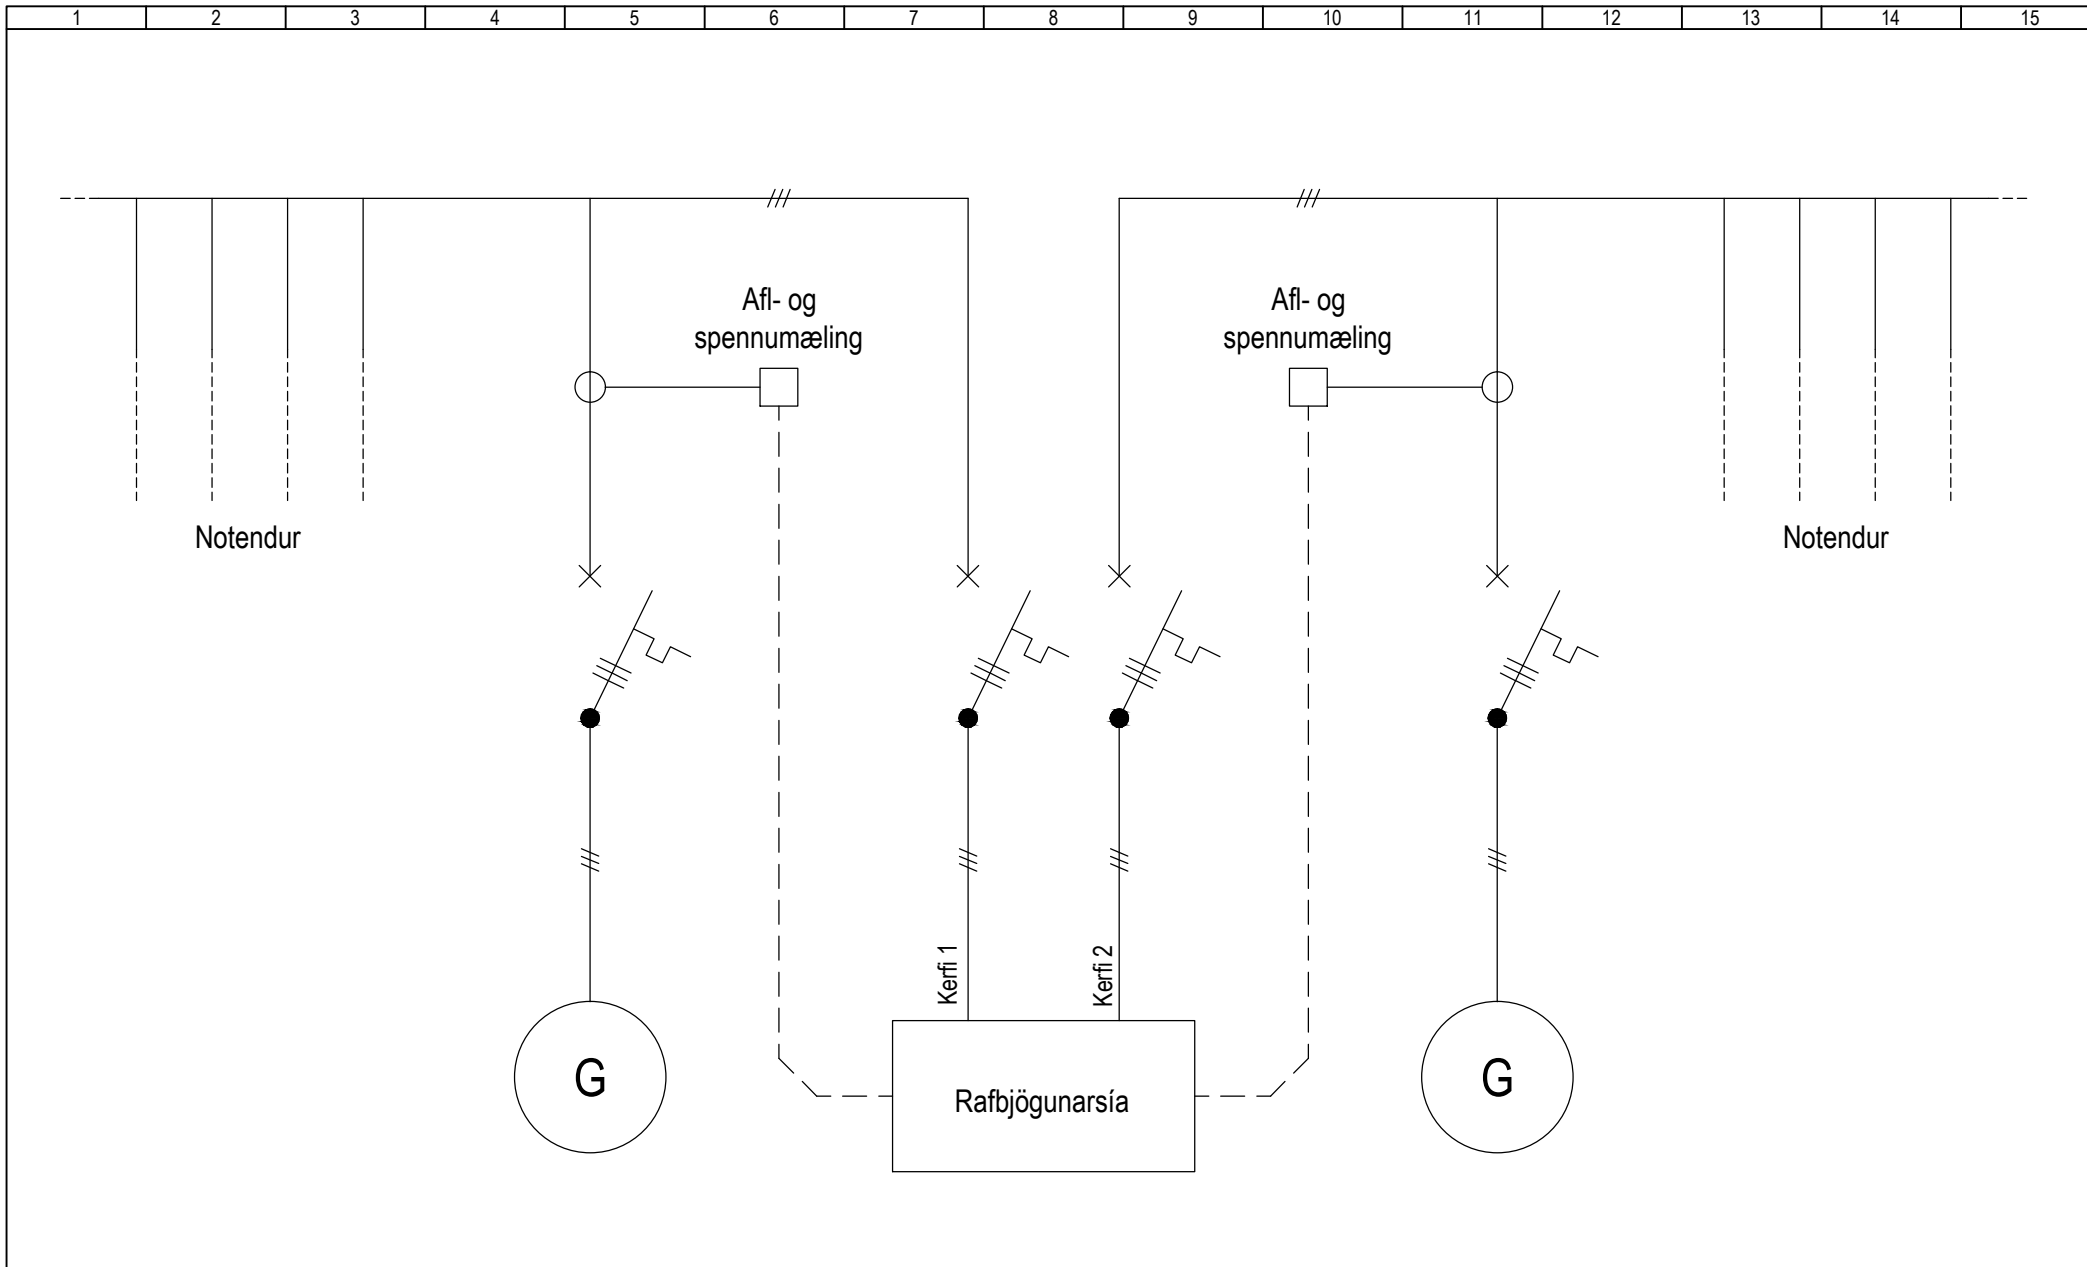 1 2 3 4 5 6 7 8 9 10 11 12 13 14 15
Afl- og
spennumæling
Afl- og
spennumæling
Notendur
Notendur
Kerfi 1
Kerfi 2
G
Rafbjögunarsía
G